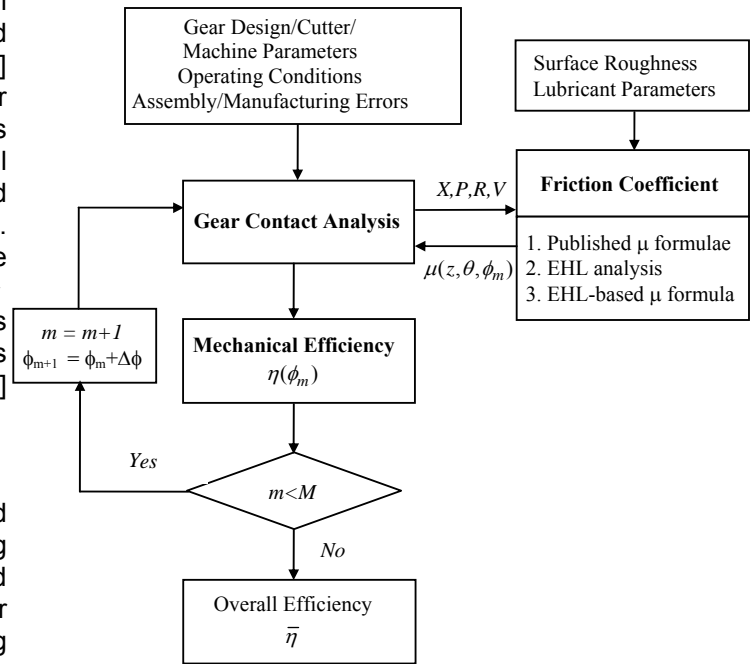 Gear Design/Cutter/
Machine Parameters
Operating Conditions
Assembly/Manufacturing Errors
Surface Roughness
Lubricant Parameters
Gear Contact Analysis
X,P,R,V
μ(z,θ,ϕₘ)
Friction Coefficient
1. Published μ formulae
2. EHL analysis
3. EHL-based μ formula
m = m+1
ϕₘ₊₁ = ϕₘ+Δϕ
Mechanical Efficiency
η(ϕₘ)
Yes
m<M
No
Overall Efficiency
η̅